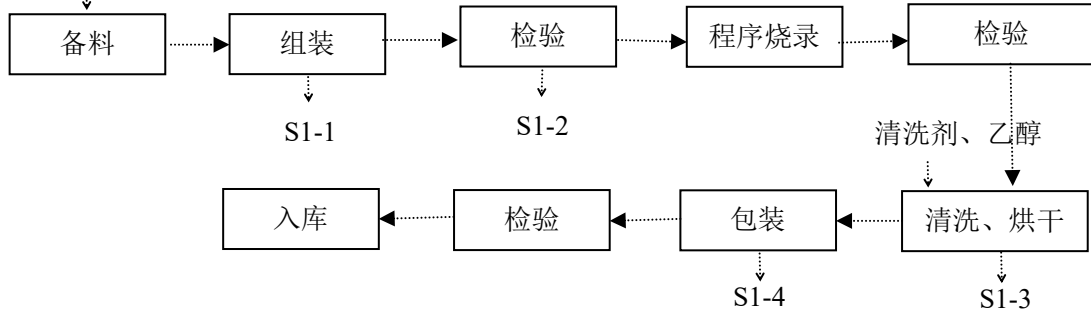 备料
组装
检验
程序烧录
检验
S1-1
S1-2
清洗剂、乙醇
入库
检验
包装
清洗、烘干
S1-4
S1-3